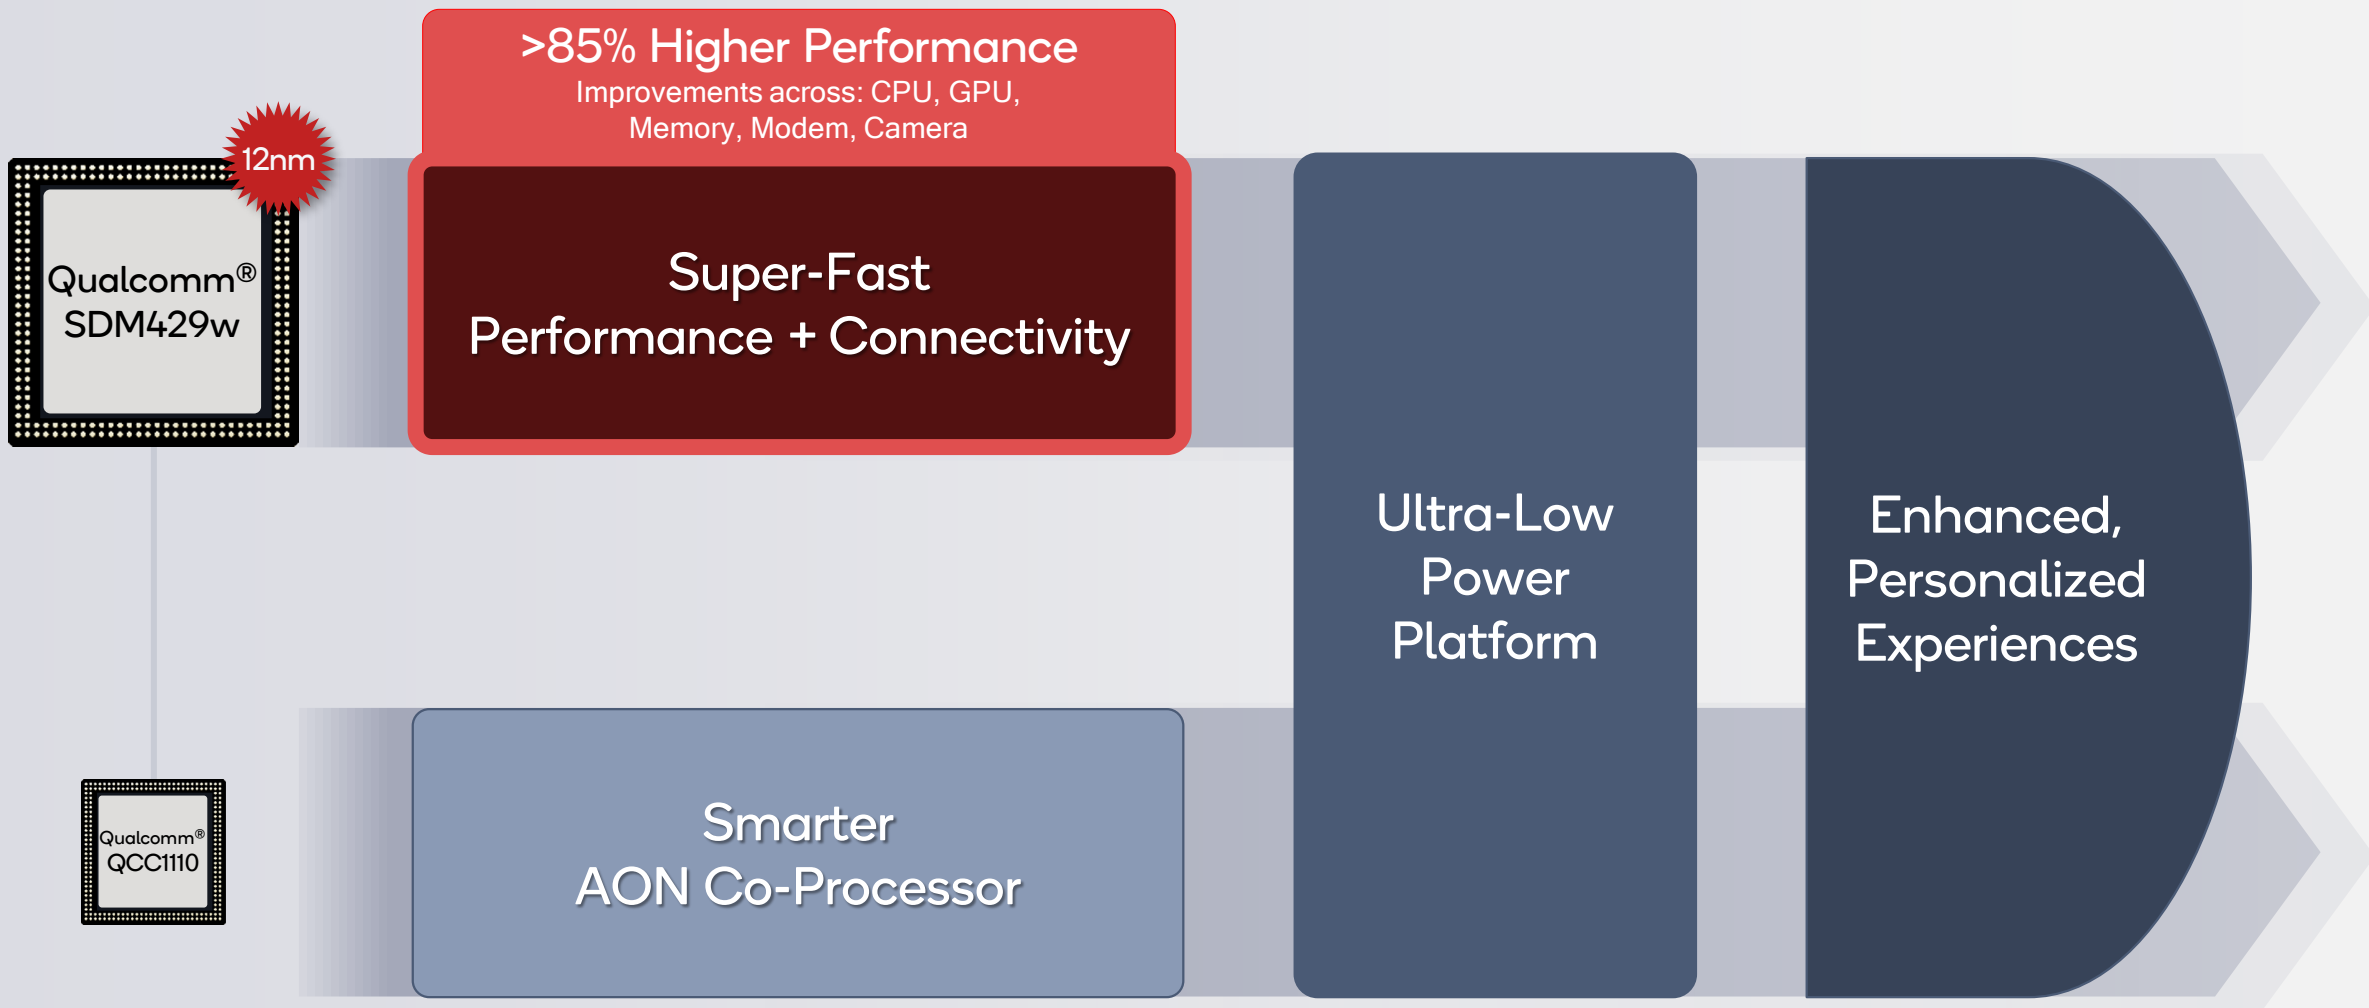 >85% Higher Performance
Improvements across: CPU, GPU,
Memory, Modem, Camera
12nm
Qualcomm®
SDM429w
Super-Fast
Performance + Connectivity
Ultra-Low
Power
Platform
Enhanced,
Personalized
Experiences
Qualcomm®
QCC1110
Smarter
AON Co-Processor